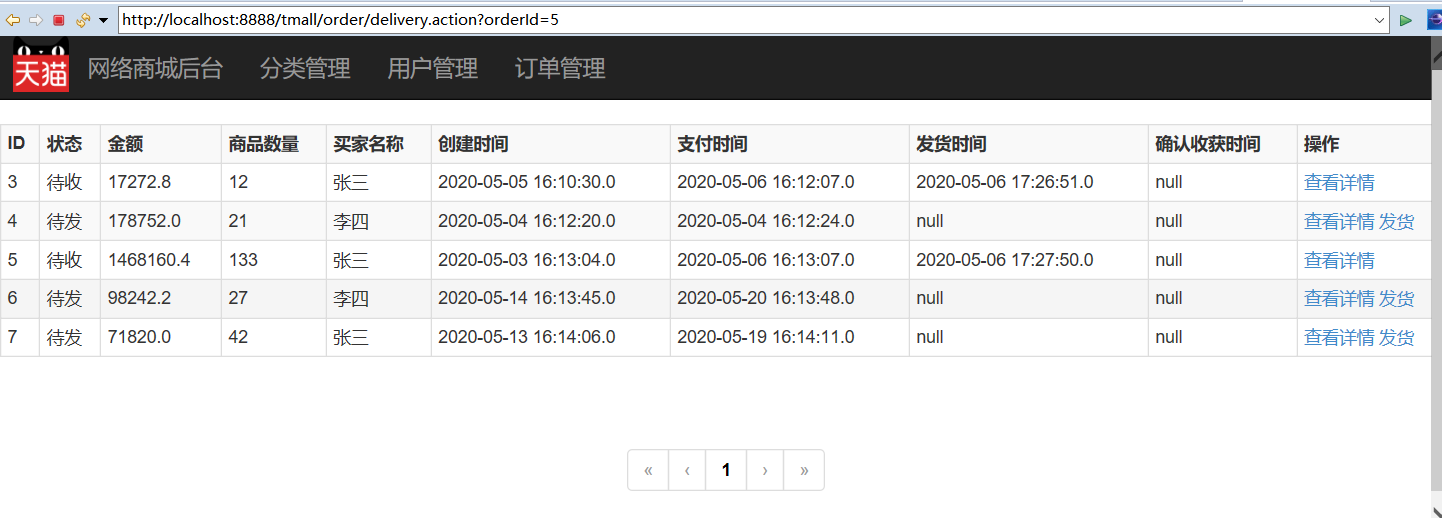 http://localhost:8888/tmall/order/delivery.action?orderId=5
天猫 网络商城后台 分类管理 用户管理 订单管理
ID 状态 金额 商品数量 买家名称 创建时间 支付时间 发货时间 确认收获时间 操作
3 待收 17272.8 12 张三 2020-05-05 16:10:30.0 2020-05-06 16:12:07.0 2020-05-06 17:26:51.0 null 查看详情
4 待发 178752.0 21 李四 2020-05-04 16:12:20.0 2020-05-04 16:12:24.0 null null 查看详情 发货
5 待收 1468160.4 133 张三 2020-05-03 16:13:04.0 2020-05-06 16:13:07.0 2020-05-06 17:27:50.0 null 查看详情
6 待发 98242.2 27 李四 2020-05-14 16:13:45.0 2020-05-20 16:13:48.0 null null 查看详情 发货
7 待发 71820.0 42 张三 2020-05-13 16:14:06.0 2020-05-19 16:14:11.0 null null 查看详情 发货
« ‹ 1 › »